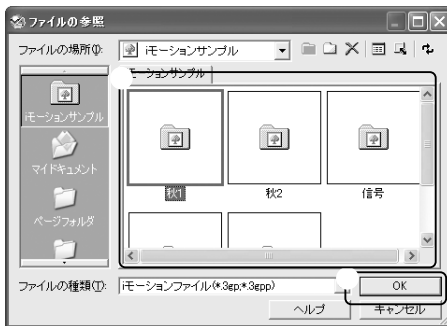 ファイルの参照
ファイルの場所(I): iモーションサンプル
モーションサンプル
iモーションサンプル
マイドキュメント
ページフォルダ
秋1 秋2 信号
ファイルの種類(T): iモーションファイル(*.3gp;*.3gpp)
OK
ヘルプ キャンセル